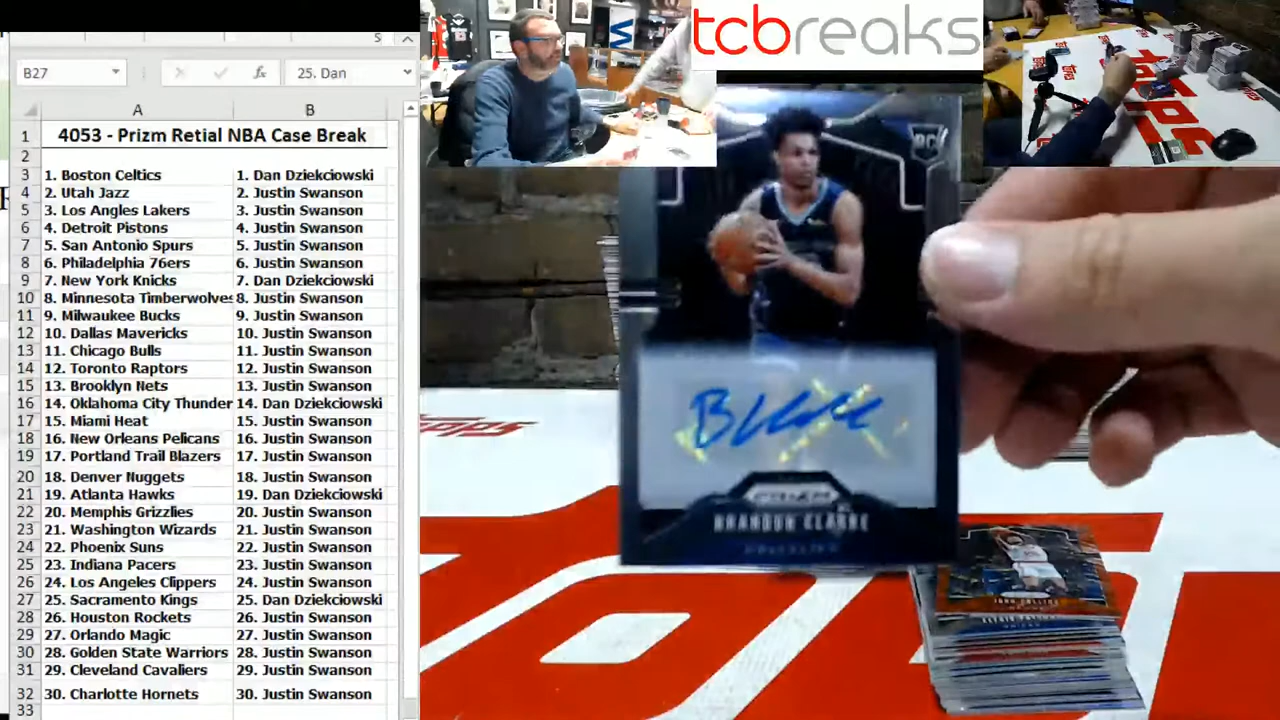 S
B27
fx
25. Dan
A
B
1 4053 - Prizm Retial NBA Case Break
2
3 1. Boston Celtics 1. Dan Dziekciowski
4 2. Utah Jazz 2. Justin Swanson
5 3. Los Angles Lakers 3. Justin Swanson
6 4. Detroit Pistons 4. Justin Swanson
7 5. San Antonio Spurs 5. Justin Swanson
8 6. Philadelphia 76ers 6. Justin Swanson
9 7. New York Knicks 7. Dan Dziekciowski
10 8. Minnesota Timberwolves 8. Justin Swanson
11 9. Milwaukee Bucks 9. Justin Swanson
12 10. Dallas Mavericks 10. Justin Swanson
13 11. Chicago Bulls 11. Justin Swanson
14 12. Toronto Raptors 12. Justin Swanson
15 13. Brooklyn Nets 13. Justin Swanson
16 14. Oklahoma City Thunder 14. Dan Dziekciowski
17 15. Miami Heat 15. Justin Swanson
18 16. New Orleans Pelicans 16. Justin Swanson
19 17. Portland Trail Blazers 17. Justin Swanson
20 18. Denver Nuggets 18. Justin Swanson
21 19. Atlanta Hawks 19. Dan Dziekciowski
22 20. Memphis Grizzlies 20. Justin Swanson
23 21. Washington Wizards 21. Justin Swanson
24 22. Phoenix Suns 22. Justin Swanson
25 23. Indiana Pacers 23. Justin Swanson
26 24. Los Angeles Clippers 24. Justin Swanson
27 25. Sacramento Kings 25. Dan Dziekciowski
28 26. Houston Rockets 26. Justin Swanson
29 27. Orlando Magic 27. Justin Swanson
30 28. Golden State Warriors 28. Justin Swanson
31 29. Cleveland Cavaliers 29. Justin Swanson
32 30. Charlotte Hornets 30. Justin Swanson
33
tcbreaks
RC
PRIZM
BRANDON CLARKE
topps
JOHN COLLINS